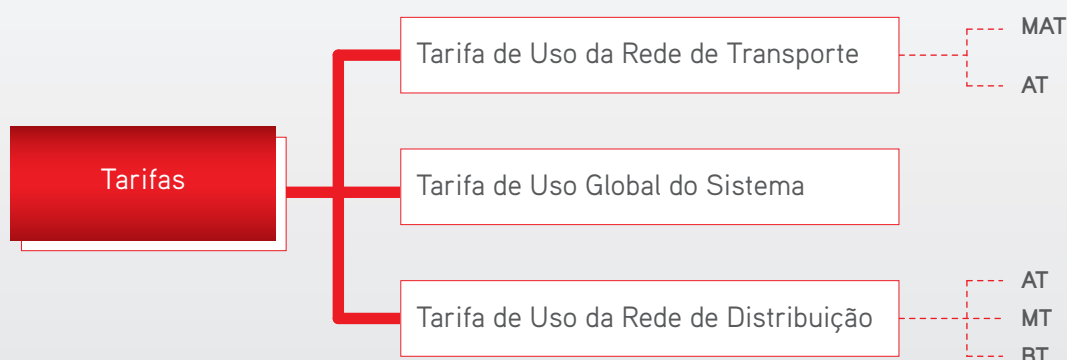 Tarifa de Uso da Rede de Transporte
MAT
AT
Tarifas
Tarifa de Uso Global do Sistema
Tarifa de Uso da Rede de Distribuição
AT
MT
BT